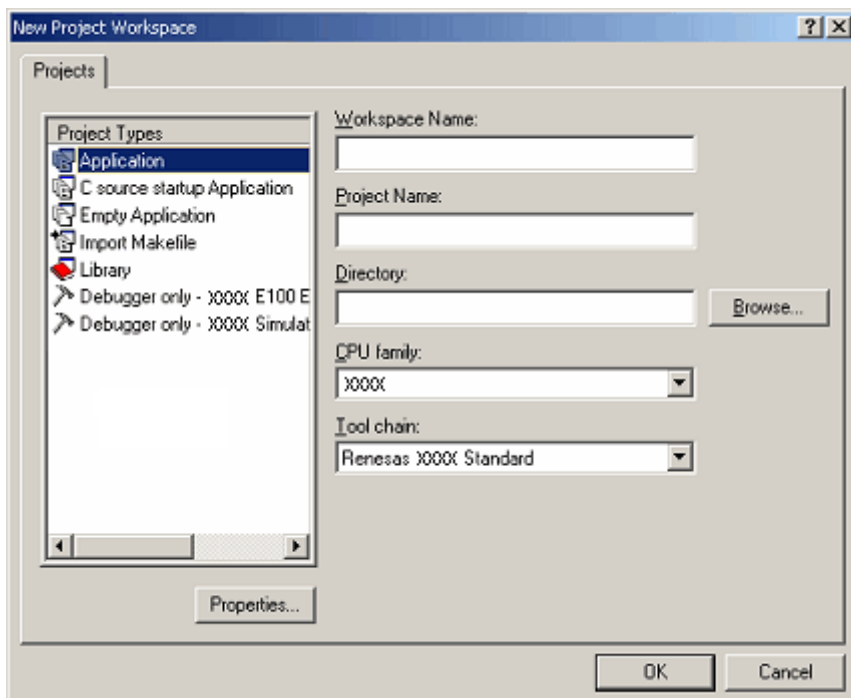 New Project Workspace
Projects
Project Types
Application
C source startup Application
Empty Application
Import Makefile
Library
Debugger only - XXXX E100 E
Debugger only - XXXX Simulat
Properties...
Workspace Name:
Project Name:
Directory:
Browse...
CPU family:
XXXX
Tool chain:
Renesas XXXX Standard
OK
Cancel